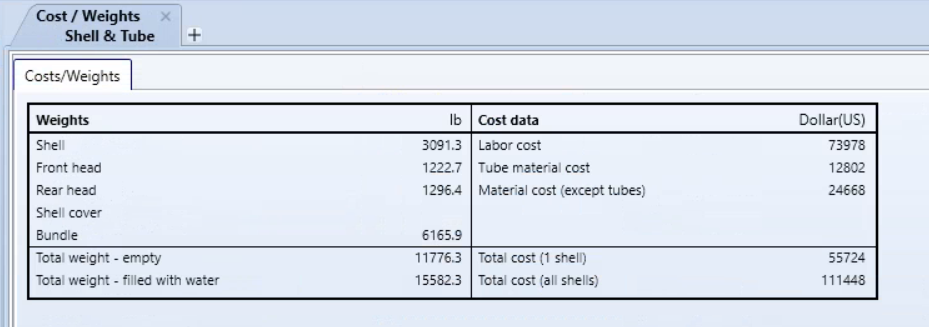 Cost / Weights ×
Shell & Tube +
Costs/Weights
Weights lb Cost data Dollar(US)
Shell 3091.3 Labor cost 73978
Front head 1222.7 Tube material cost 12802
Rear head 1296.4 Material cost (except tubes) 24668
Shell cover
Bundle 6165.9
Total weight - empty 11776.3 Total cost (1 shell) 55724
Total weight - filled with water 15582.3 Total cost (all shells) 111448